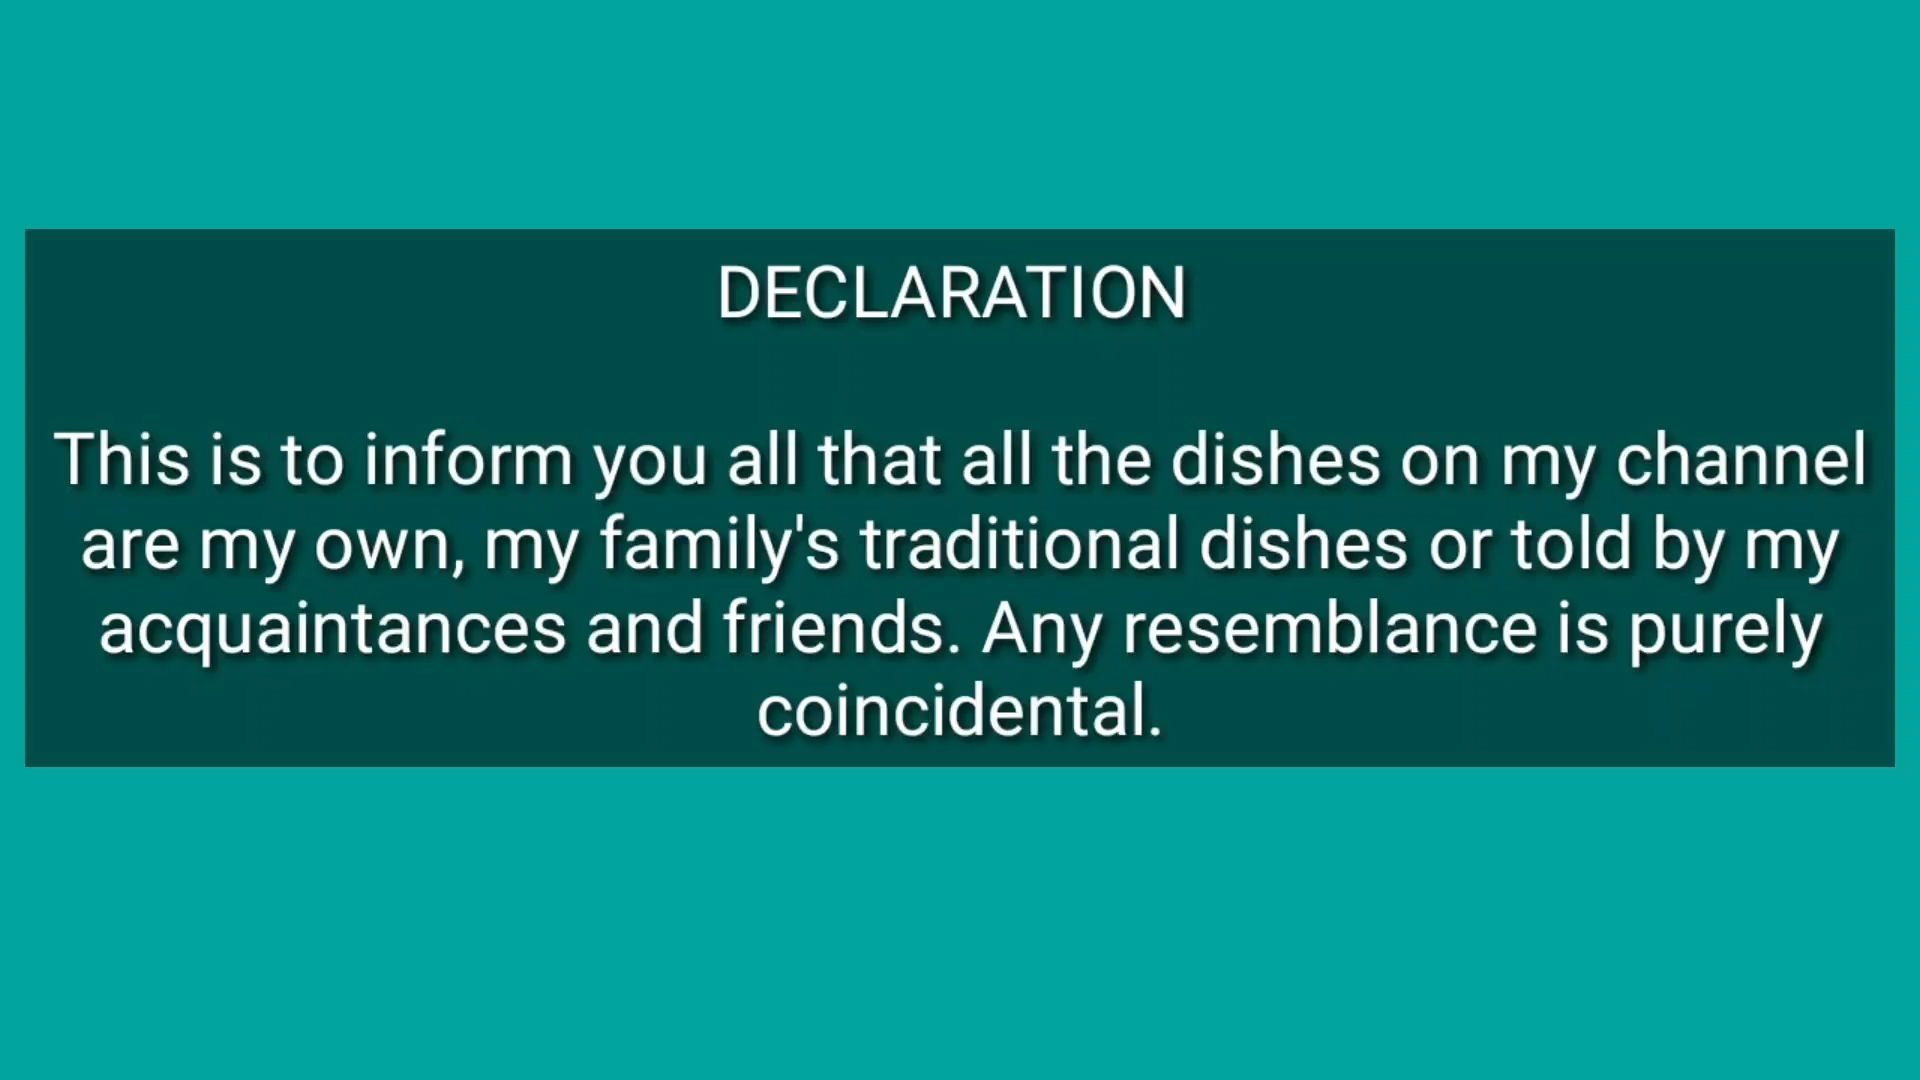 DECLARATION
This is to inform you all that all the dishes on my channel
are my own, my family's traditional dishes or told by my
acquaintances and friends. Any resemblance is purely
coincidental.